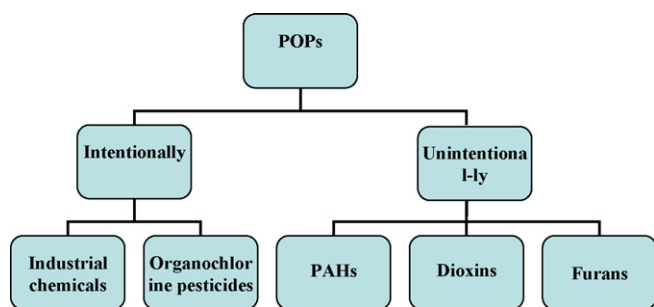 POPs
Intentionally
Unintentiona
l-ly
Industrial
chemicals
Organochlor
ine pesticides
PAHs
Dioxins
Furans